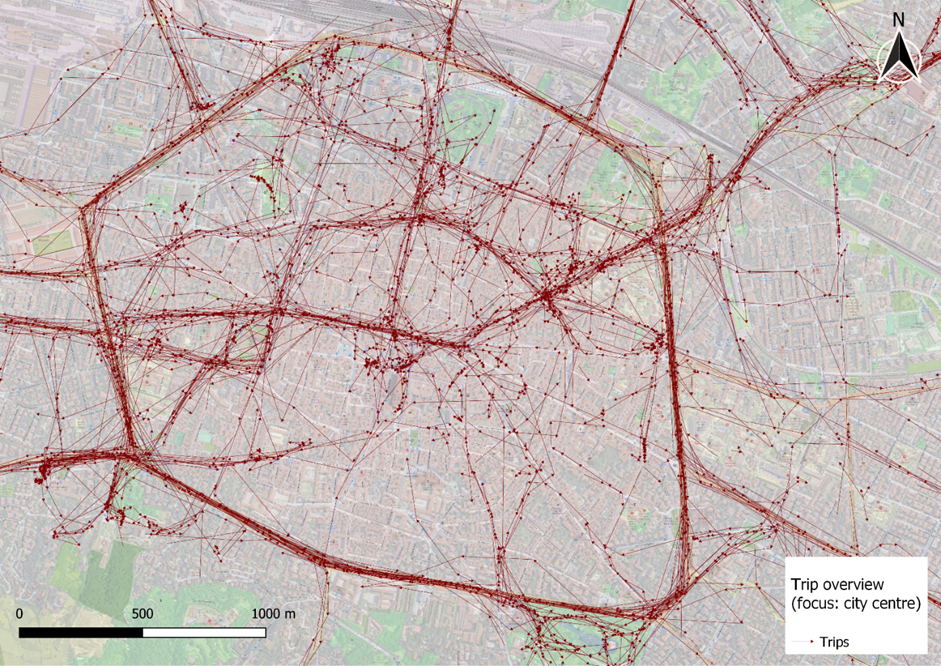 N
Trip overview
(focus: city centre)
Trips
0 500 1000 m